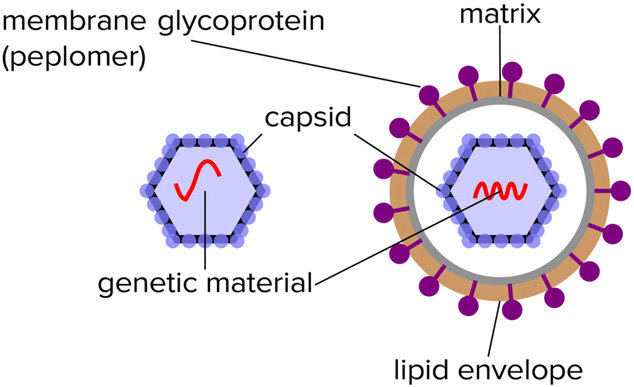 membrane glycoprotein
(peplomer)
matrix
capsid
genetic material
lipid envelope